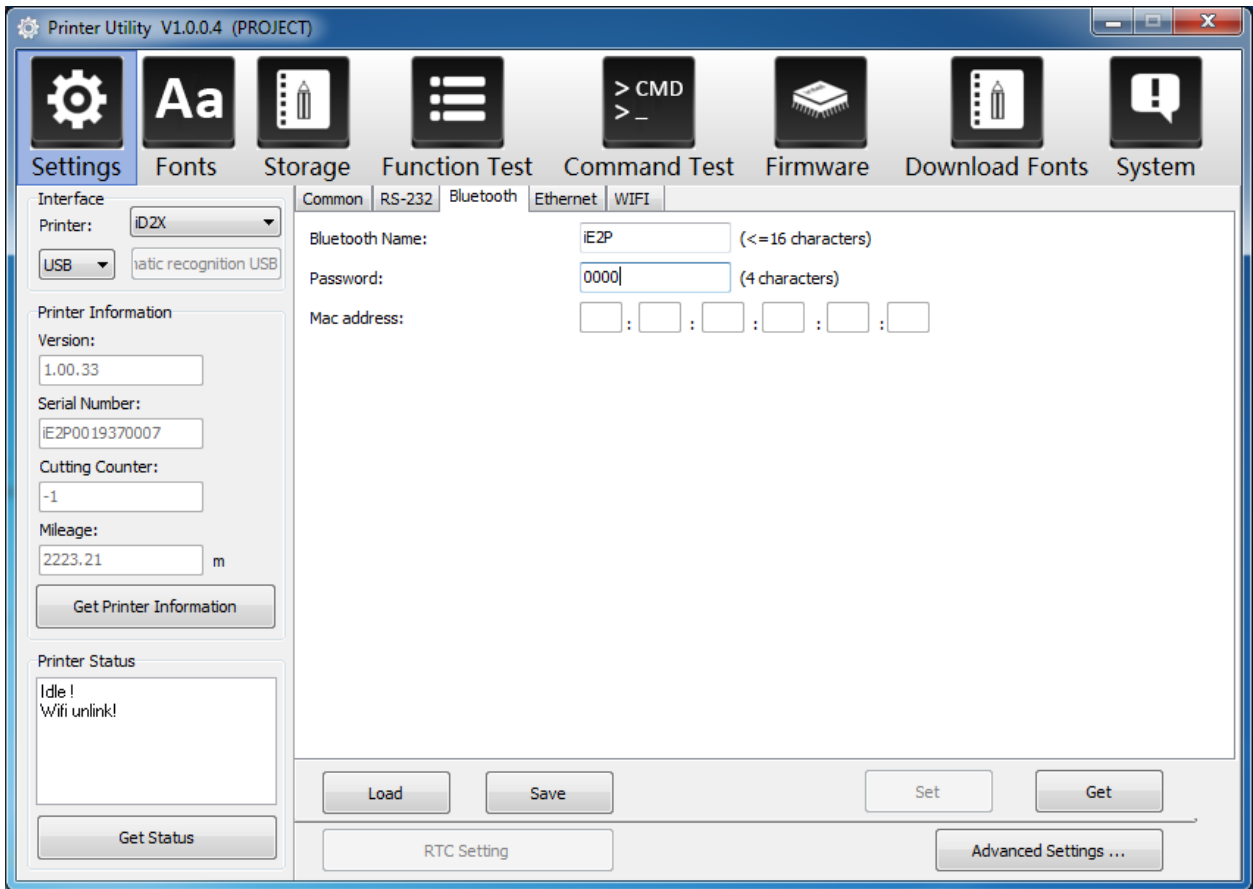 Printer Utility V1.0.0.4 (PROJECT)
> CMD
>_
Aa
Settings Fonts Storage Function Test Command Test Firmware Download Fonts System
Interface
Printer: iD2X
USB natic recognition USB
Printer Information
Version:
1.00.33
Serial Number:
iE2P0019370007
Cutting Counter:
-1
Mileage:
2223.21 m
Get Printer Information
Printer Status
Idle !
Wifi unlink!
Get Status
Common RS-232 Bluetooth Ethernet WIFI
Bluetooth Name: iE2P (<=16 characters)
Password: 0000 (4 characters)
Mac address: : : : : :
Load Save Set Get
RTC Setting Advanced Settings ...